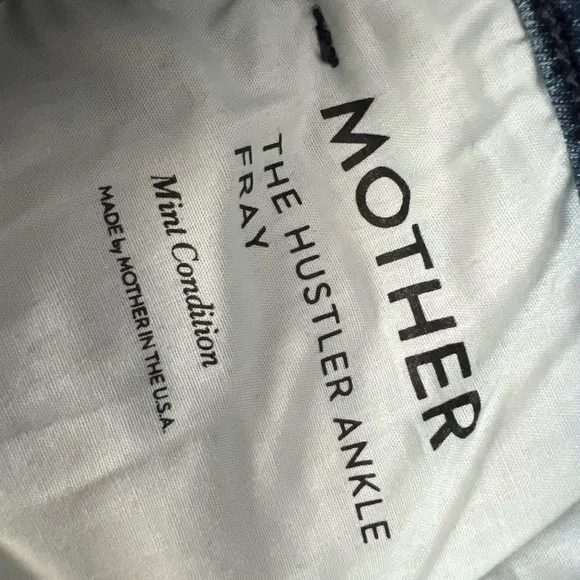 MOTHER
THE HUSTLER ANKLE
FRAY
Mint Condition
MADE by MOTHER IN THE U.S.A.